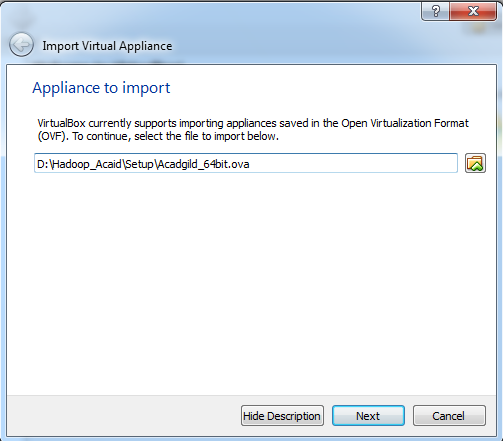 ?
Import Virtual Appliance
Appliance to import
VirtualBox currently supports importing appliances saved in the Open Virtualization Format
(OVF). To continue, select the file to import below.
D:\Hadoop_Acaid\Setup\Acadgild_64bit.ova
Hide Description Next Cancel